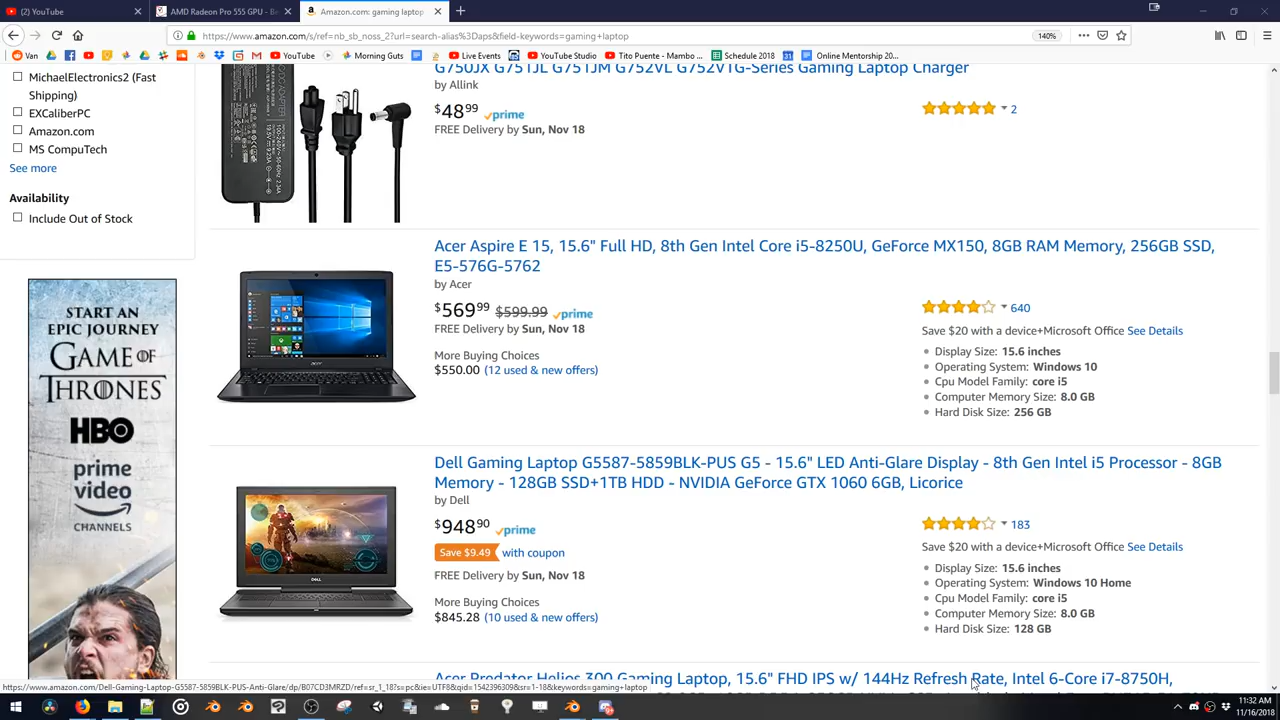 (2) YouTube
AMD Radeon Pro 555 GPU - Be
Amazon.com: gaming laptop
https://www.amazon.com/s/ref=nb_sb_noss_2?url=search-alias%3Daps&field-keywords=gaming+laptop
140%
Van
YouTube
Morning Guts
Live Events
YouTube Studio
Tito Puente - Mambo ...
Schedule 2018
Online Mentorship 20...
MichaelElectronics2 (Fast
Shipping)
EXCaliberPC
Amazon.com
MS CompuTech
See more
Availability
Include Out of Stock
START AN
EPIC JOURNEY
GAME OF
THRONES
HBO
prime
video
CHANNELS
G750JX G751JL G751JM G752VL G752VTG-Series Gaming Laptop Charger
by Allink
$48 99 prime
FREE Delivery by Sun, Nov 18
2
Acer Aspire E 15, 15.6" Full HD, 8th Gen Intel Core i5-8250U, GeForce MX150, 8GB RAM Memory, 256GB SSD,
E5-576G-5762
by Acer
$569 99 $599.99 prime
FREE Delivery by Sun, Nov 18
More Buying Choices
$550.00 (12 used & new offers)
640
Save $20 with a device+Microsoft Office See Details
Display Size: 15.6 inches
Operating System: Windows 10
Cpu Model Family: core i5
Computer Memory Size: 8.0 GB
Hard Disk Size: 256 GB
Dell Gaming Laptop G5587-5859BLK-PUS G5 - 15.6" LED Anti-Glare Display - 8th Gen Intel i5 Processor - 8GB
Memory - 128GB SSD+1TB HDD - NVIDIA GeForce GTX 1060 6GB, Licorice
by Dell
$948 90 prime
Save $9.49 with coupon
FREE Delivery by Sun, Nov 18
More Buying Choices
$845.28 (10 used & new offers)
183
Save $20 with a device+Microsoft Office See Details
Display Size: 15.6 inches
Operating System: Windows 10 Home
Cpu Model Family: core i5
Computer Memory Size: 8.0 GB
Hard Disk Size: 128 GB
Acer Predator Helios 300 Gaming Laptop, 15.6" FHD IPS w/ 144Hz Refresh Rate, Intel 6-Core i7-8750H,
https://www.amazon.com/Dell-Gaming-Laptop-G5587-5859BLK-PUS-Anti-Glare/dp/B07CD3MRZD/ref=sr_1_18?s=pc&ie=UTF8&qid=1542396309&sr=1-18&keywords=gaming+laptop
11:32 AM
11/16/2018